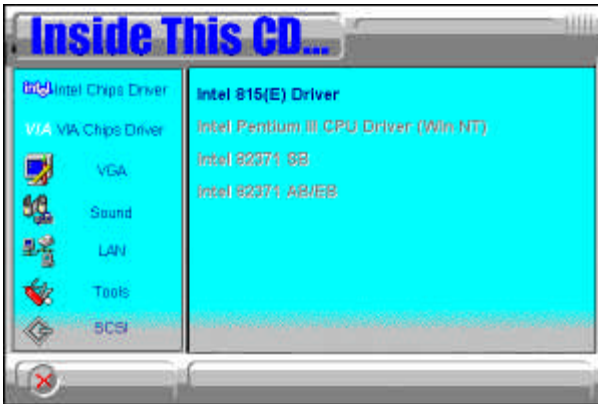 Inside This CD...
intel Intel Chips Driver
VIA VIA Chips Driver
VGA
Sound
LAN
Tools
SCSI
Intel 815(E) Driver
Intel Pentium III CPU Driver (Win NT)
Intel 82371 SB
Intel 82371 AB/EB